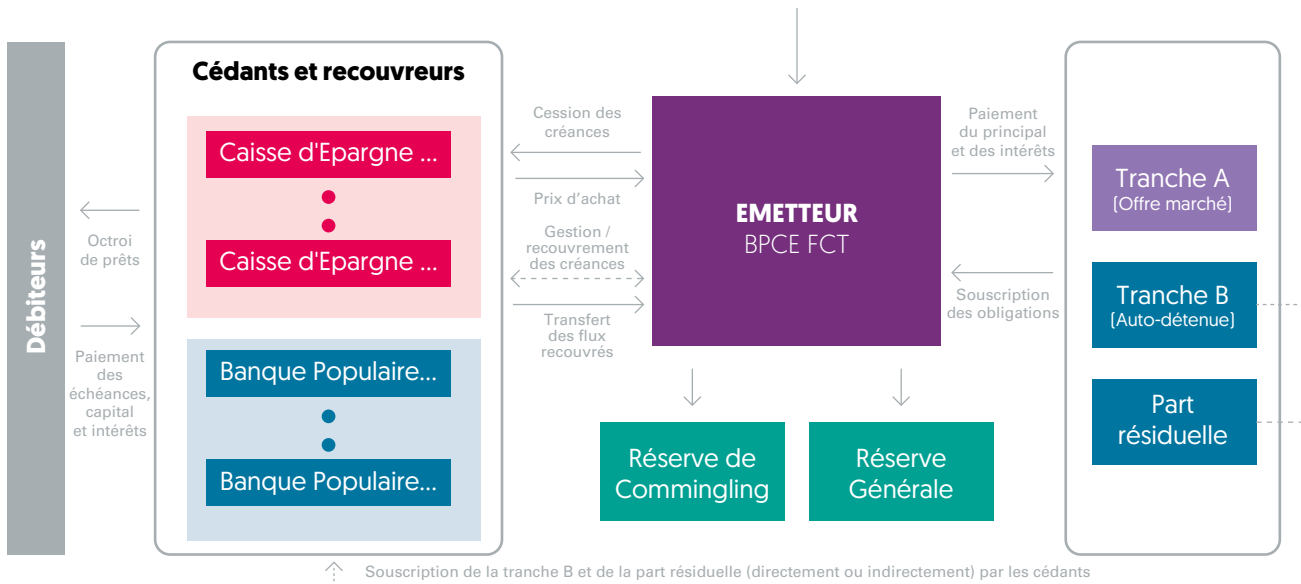 Débiteurs
Octroi
de prêts
Paiement
des
échéances,
capital
et intérêts
Cédants et recouvreurs
Caisse d'Epargne ...
Caisse d'Epargne ...
Banque Populaire...
Banque Populaire...
Cession des
créances
Prix d'achat
Gestion /
recouvrement
des créances
Transfert
des flux
recouvrés
EMETTEUR
BPCE FCT
Réserve de
Commingling
Réserve
Générale
Paiement
du principal
et des intérêts
Souscription
des obligations
Tranche A
(Offre marché)
Tranche B
(Auto-détenue)
Part
résiduelle
Souscription de la tranche B et de la part résiduelle (directement ou indirectement) par les cédants